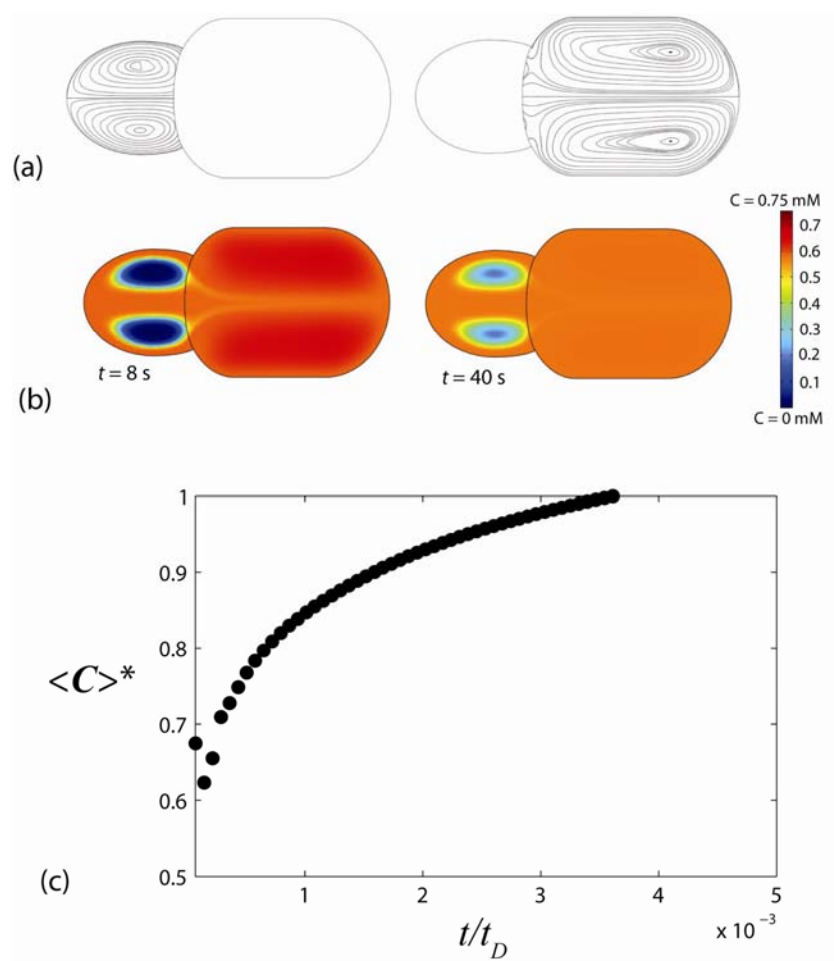 (a)
C = 0.75 mM
0.7
0.6
0.5
0.4
0.3
0.2
0.1
C = 0 mM
t = 8 s
t = 40 s
(b)
1
0.9
0.8
0.7
0.6
0.5
<C>*
(c)
1 2 3 4 5
x 10⁻³
t/t_D